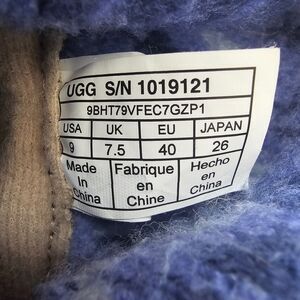 UGG S/N 1019121
9BHT79VFEC7GZP1
USA UK EU JAPAN
9 7.5 40 26
Made Fabrique Hecho
In en en
China Chine China